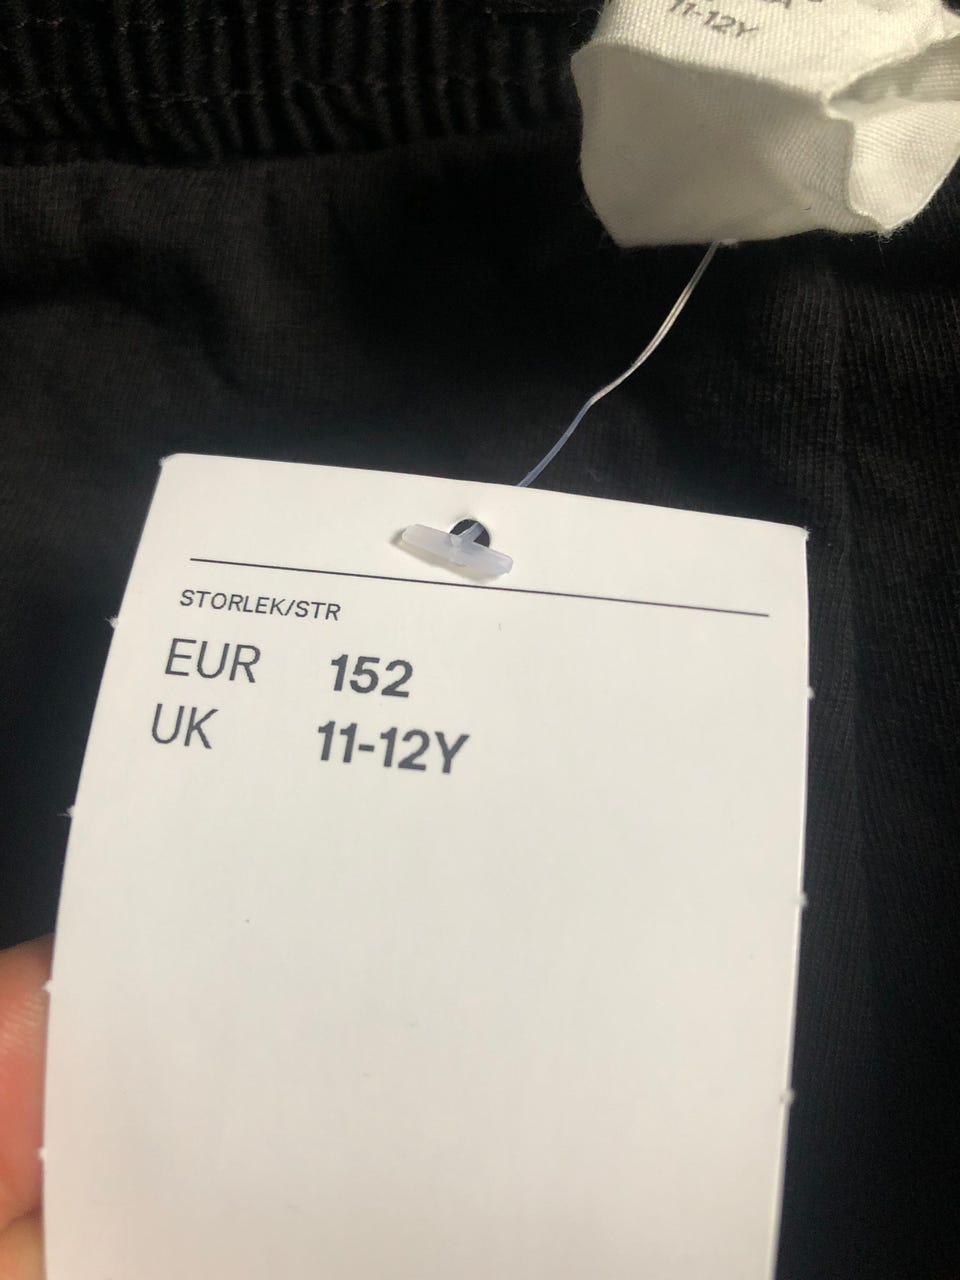 11-12Y
STORLEK/STR
EUR 152
UK 11-12Y